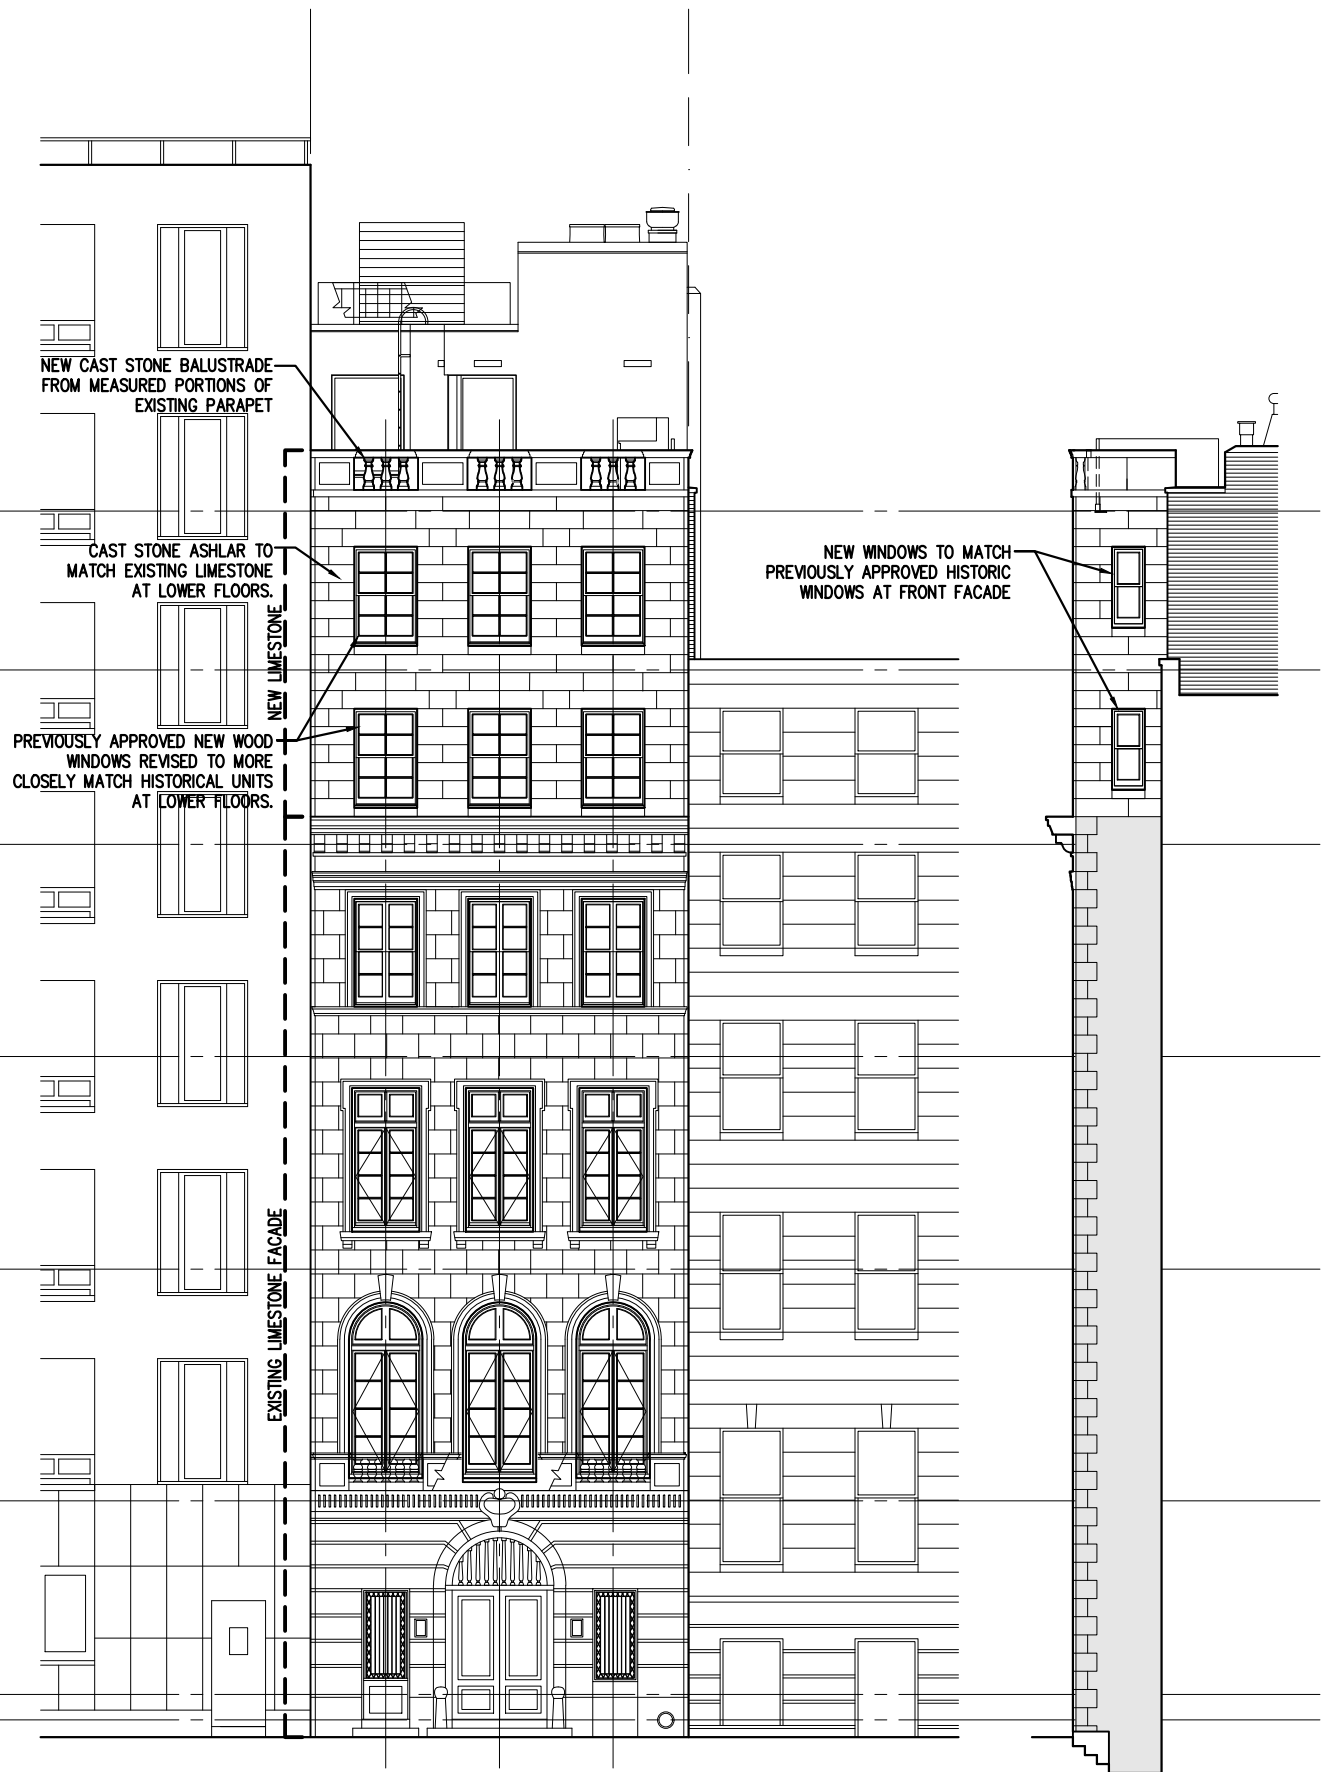 NEW CAST STONE BALUSTRADE
FROM MEASURED PORTIONS OF
EXISTING PARAPET
CAST STONE ASHLAR TO
MATCH EXISTING LIMESTONE
AT LOWER FLOORS.
NEW LIMESTONE
PREVIOUSLY APPROVED NEW WOOD
WINDOWS REVISED TO MORE
CLOSELY MATCH HISTORICAL UNITS
AT LOWER FLOORS.
EXISTING LIMESTONE FACADE
NEW WINDOWS TO MATCH
PREVIOUSLY APPROVED HISTORIC
WINDOWS AT FRONT FACADE